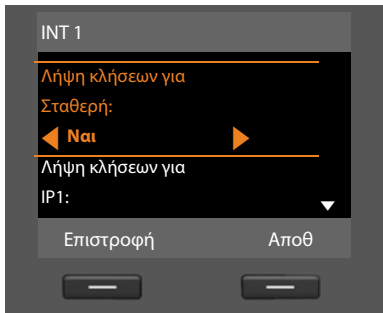 INT 1
Λήψη κλήσεων για
Σταθερή:
Ναι
Λήψη κλήσεων για
IP1:
Επιστροφή Αποθ